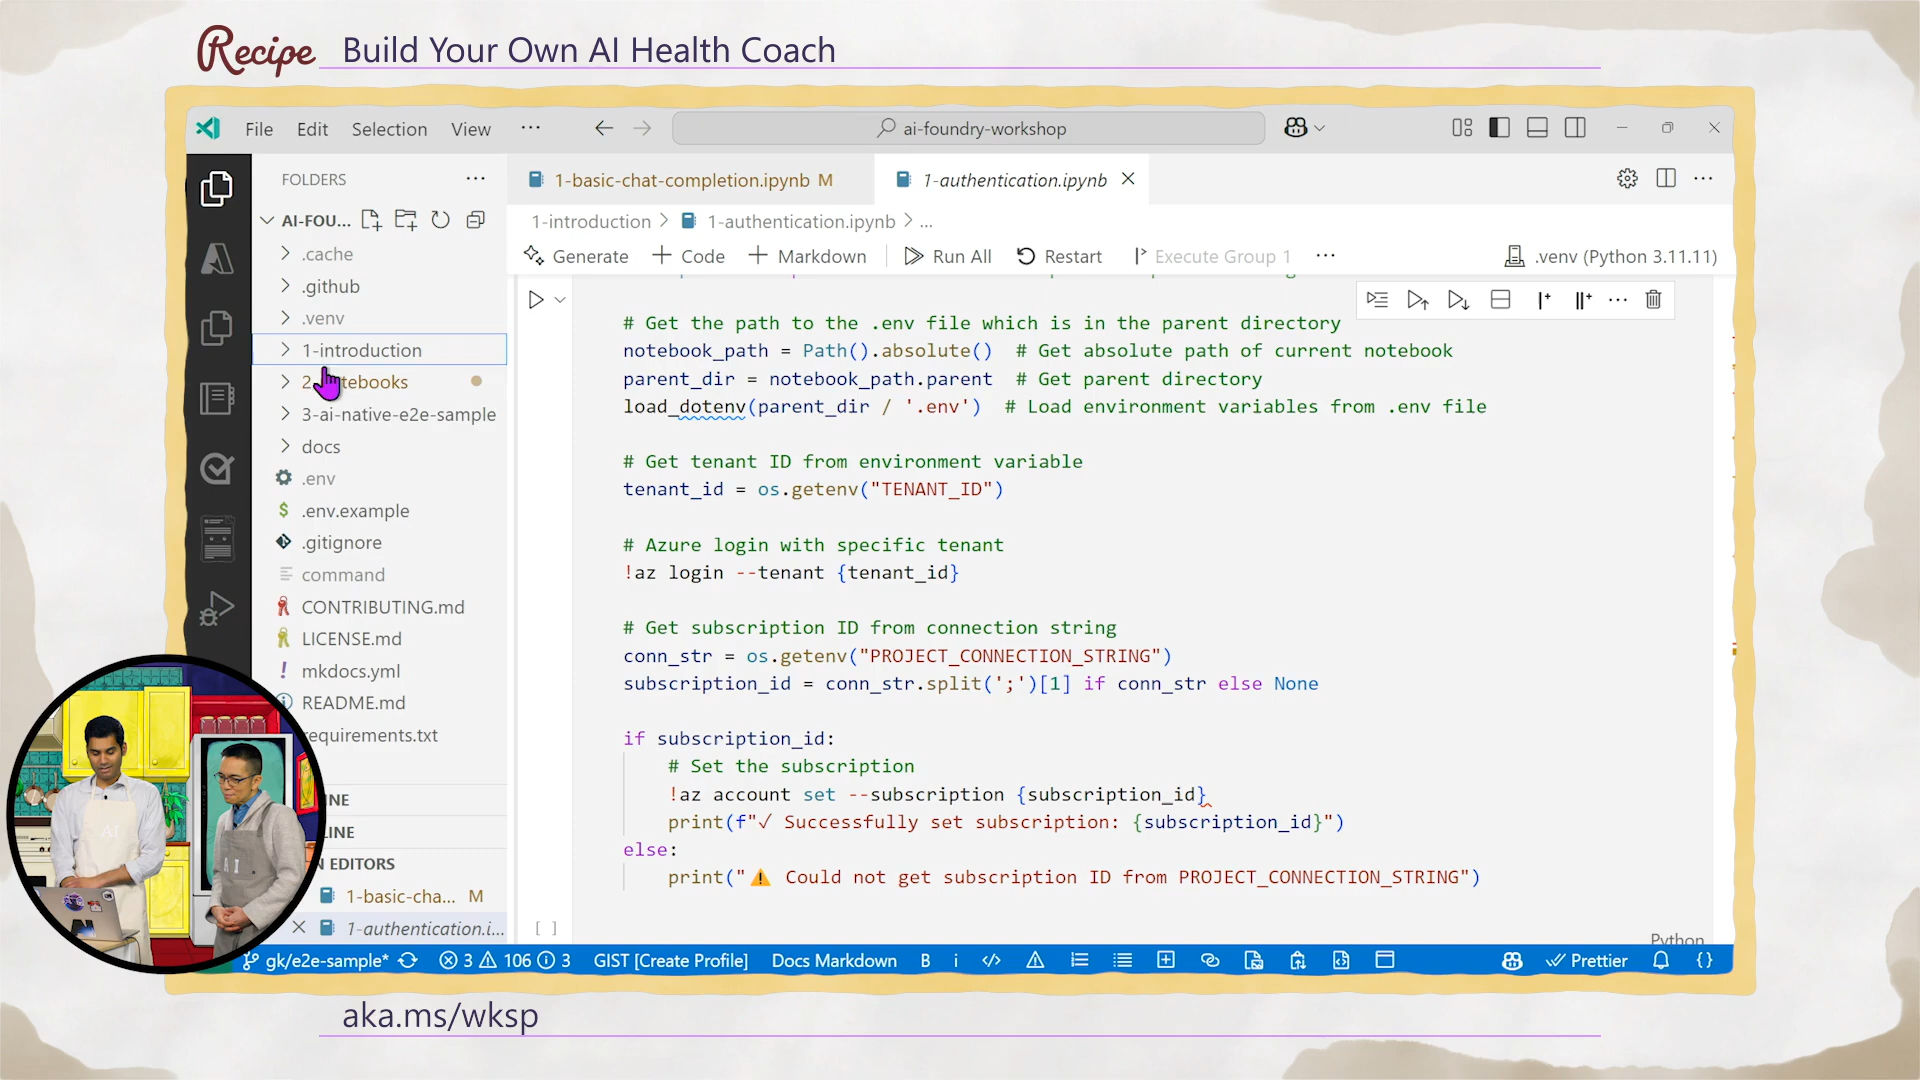 Recipe Build Your Own AI Health Coach
File Edit Selection View ··· ai-foundry-workshop
FOLDERS ···
1-basic-chat-completion.ipynb M
1-authentication.ipynb
AI-FOU...
1-introduction > 1-authentication.ipynb > ...
Generate + Code + Markdown Run All Restart Execute Group 1 ··· .venv (Python 3.11.11)
.cache
.github
.venv
1-introduction
3-ai-native-e2e-sample
docs
.env
.env.example
.gitignore
command
CONTRIBUTING.md
LICENSE.md
mkdocs.yml
README.md
N EDITORS
1-basic-cha... M
1-authentication.i...
# Get the path to the .env file which is in the parent directory
notebook_path = Path().absolute()  # Get absolute path of current notebook
parent_dir = notebook_path.parent  # Get parent directory
load_dotenv(parent_dir / '.env')  # Load environment variables from .env file
# Get tenant ID from environment variable
tenant_id = os.getenv("TENANT_ID")
# Azure login with specific tenant
!az login --tenant {tenant_id}
# Get subscription ID from connection string
conn_str = os.getenv("PROJECT_CONNECTION_STRING")
subscription_id = conn_str.split(';')[1] if conn_str else None
if subscription_id:
# Set the subscription
!az account set --subscription {subscription_id}
print(f"✓ Successfully set subscription: {subscription_id}")
else:
print("⚠️ Could not get subscription ID from PROJECT_CONNECTION_STRING")
[ ]
Python
gk/e2e-sample* 3 106 3 GIST [Create Profile] Docs Markdown B i </> Prettier {}
AI
AI
aka.ms/wksp